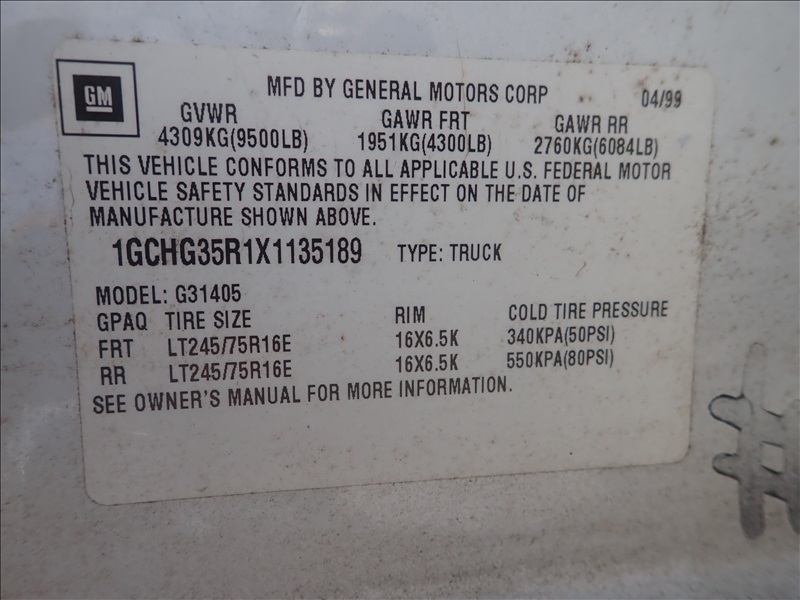 GM
MFD BY GENERAL MOTORS CORP 04/99
GVWR GAWR FRT GAWR RR
4309KG(9500LB) 1951KG(4300LB) 2760KG(6084LB)
THIS VEHICLE CONFORMS TO ALL APPLICABLE U.S. FEDERAL MOTOR
VEHICLE SAFETY STANDARDS IN EFFECT ON THE DATE OF
MANUFACTURE SHOWN ABOVE.
1GCHG35R1X1135189 TYPE: TRUCK
MODEL: G31405
GPAQ TIRE SIZE RIM COLD TIRE PRESSURE
FRT LT245/75R16E 16X6.5K 340KPA(50PSI)
RR LT245/75R16E 16X6.5K 550KPA(80PSI)
SEE OWNER'S MANUAL FOR MORE INFORMATION.
#